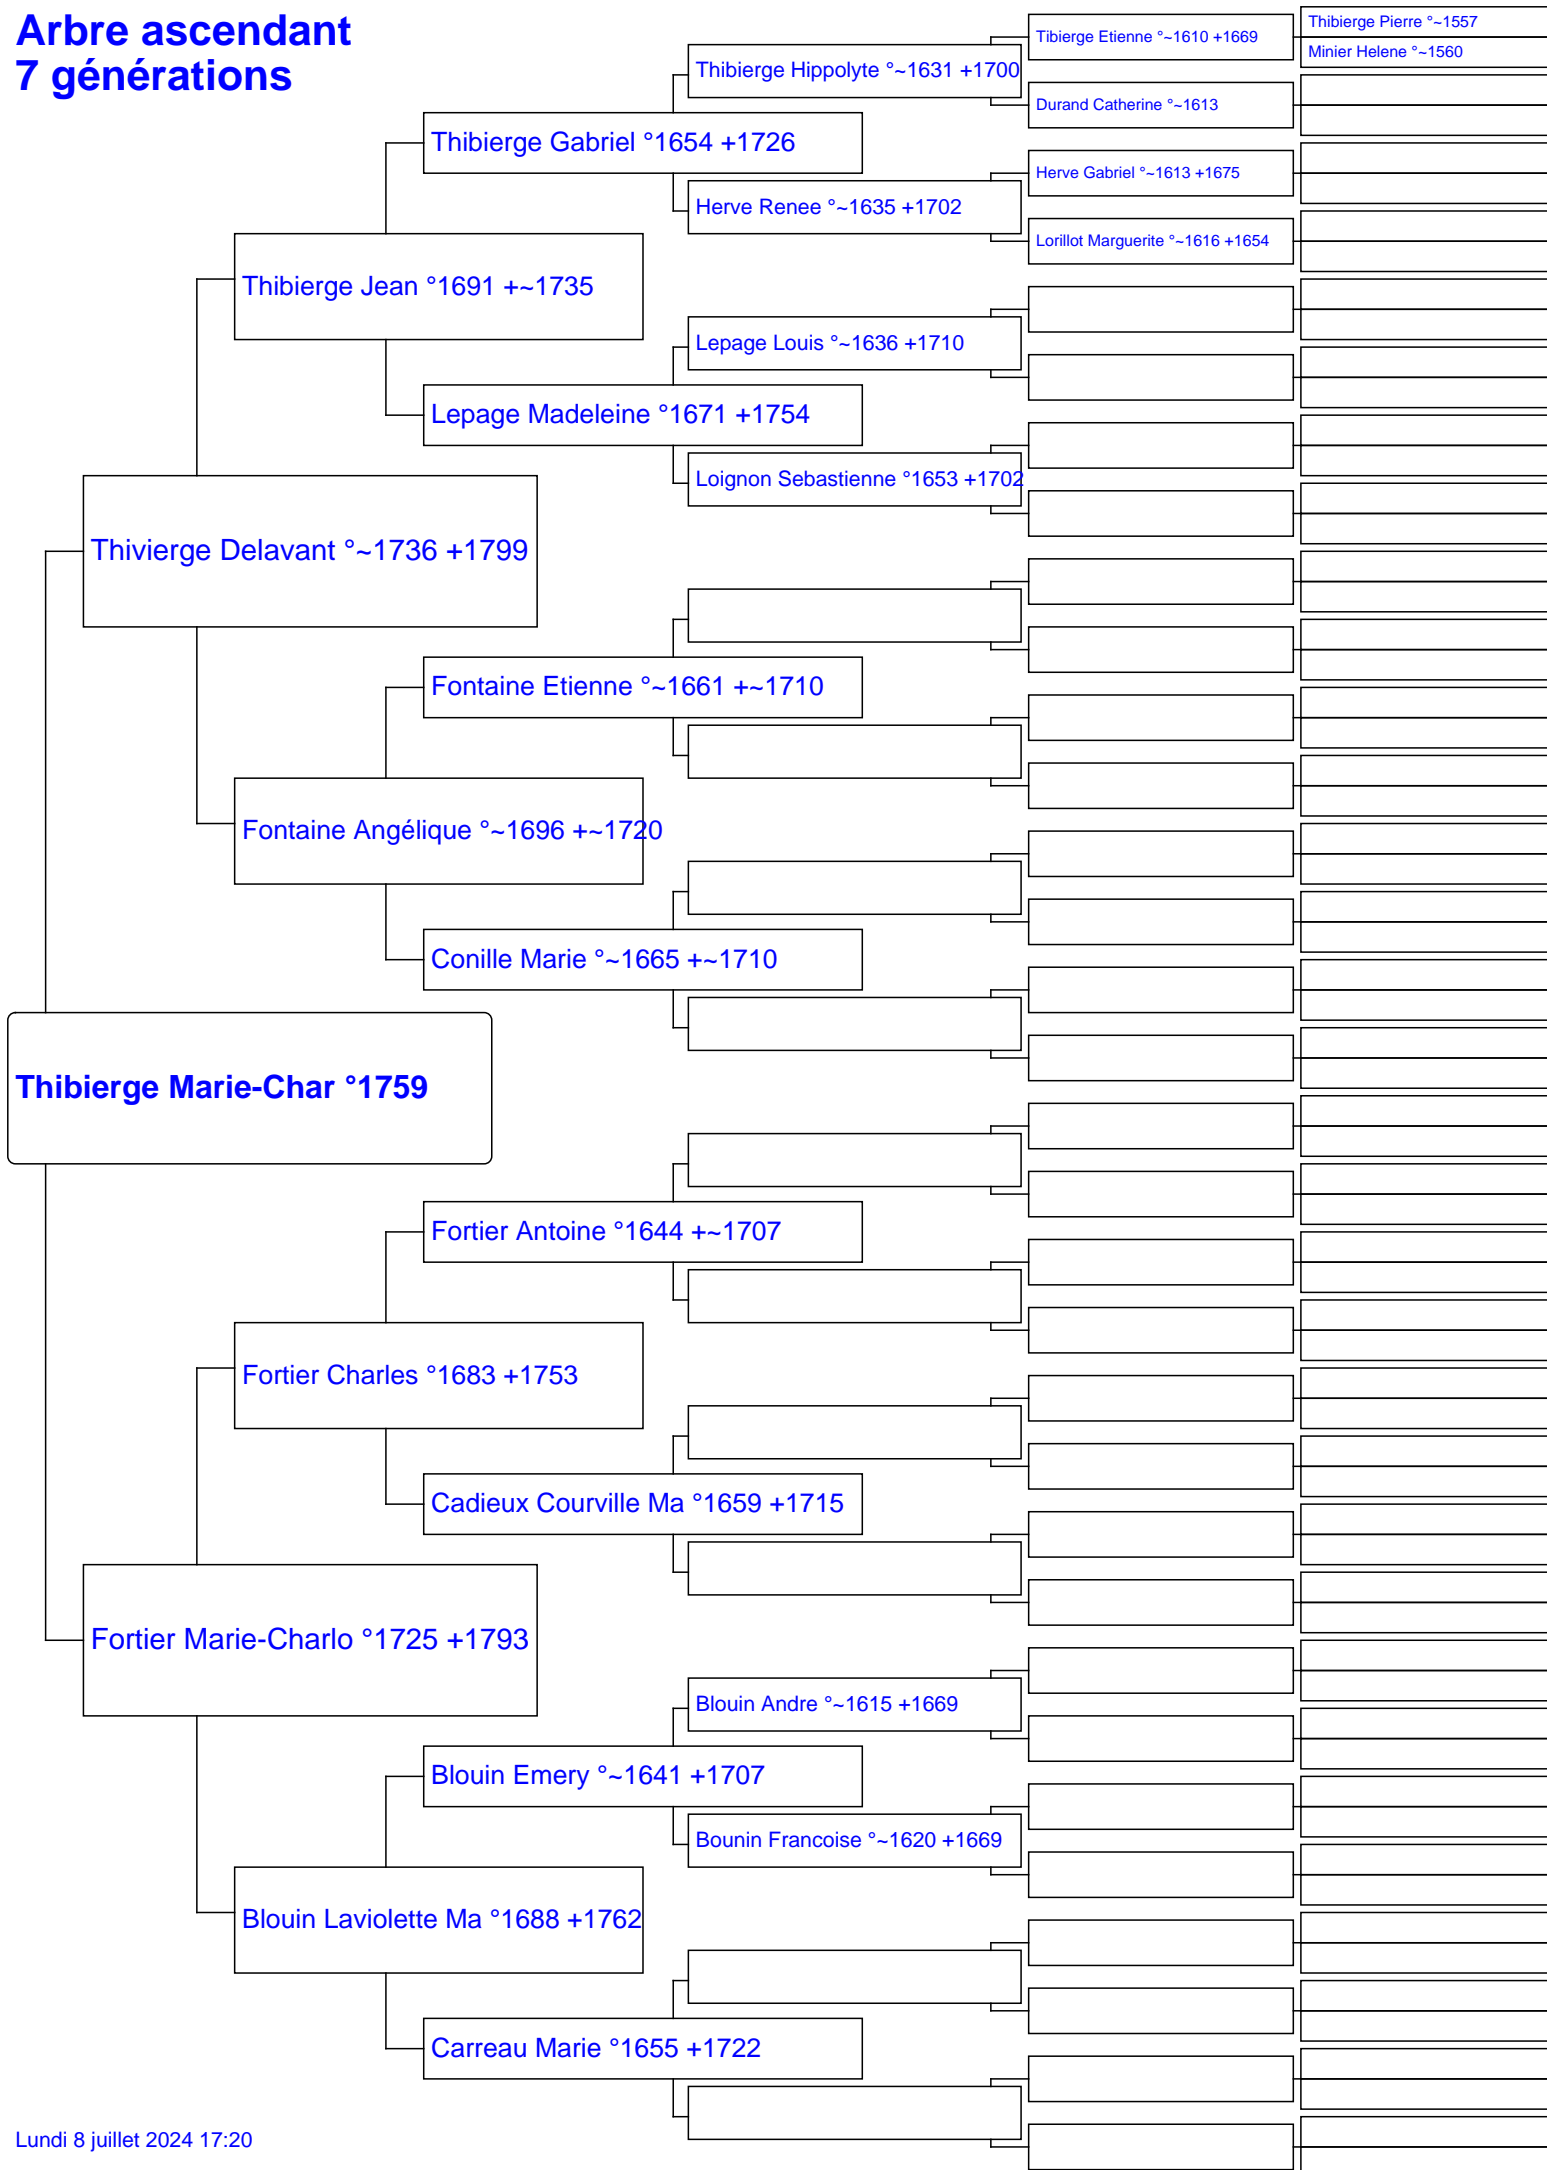 Arbre ascendant
7 générations
Tibierge Etienne °~1610 +1669
Thibierge Pierre °~1557
Minier Helene °~1560
Thibierge Hippolyte °~1631 +1700
Durand Catherine °~1613
Thibierge Gabriel °1654 +1726
Herve Gabriel °~1613 +1675
Herve Renee °~1635 +1702
Lorillot Marguerite °~1616 +1654
Thibierge Jean °1691 +~1735
Lepage Louis °~1636 +1710
Lepage Madeleine °1671 +1754
Loignon Sebastienne °1653 +1702
Thivierge Delavant °~1736 +1799
Fontaine Etienne °~1661 +~1710
Fontaine Angélique °~1696 +~1720
Conille Marie °~1665 +~1710
Thibierge Marie-Char °1759
Fortier Antoine °1644 +~1707
Fortier Charles °1683 +1753
Cadieux Courville Ma °1659 +1715
Fortier Marie-Charlo °1725 +1793
Blouin Andre °~1615 +1669
Blouin Emery °~1641 +1707
Bounin Francoise °~1620 +1669
Blouin Laviolette Ma °1688 +1762
Carreau Marie °1655 +1722
Lundi 8 juillet 2024 17:20